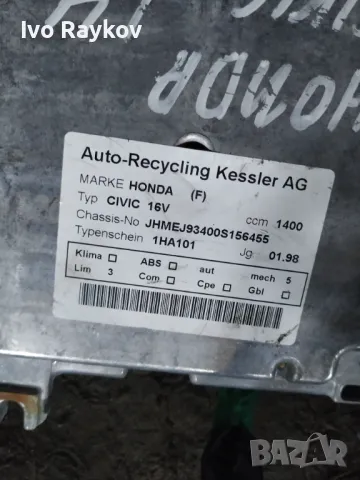 Ivo Raykov
HONDA
Auto-Recycling Kessler AG
MARKE HONDA (F)
Typ CIVIC 16V ccm 1400
Chassis-No JHMEJ93400S156455
Typenschein 1HA101 Jg 01.98
Klima ABS aut mech 5
Lim 3 Com Cpe Gbl
BAZAR